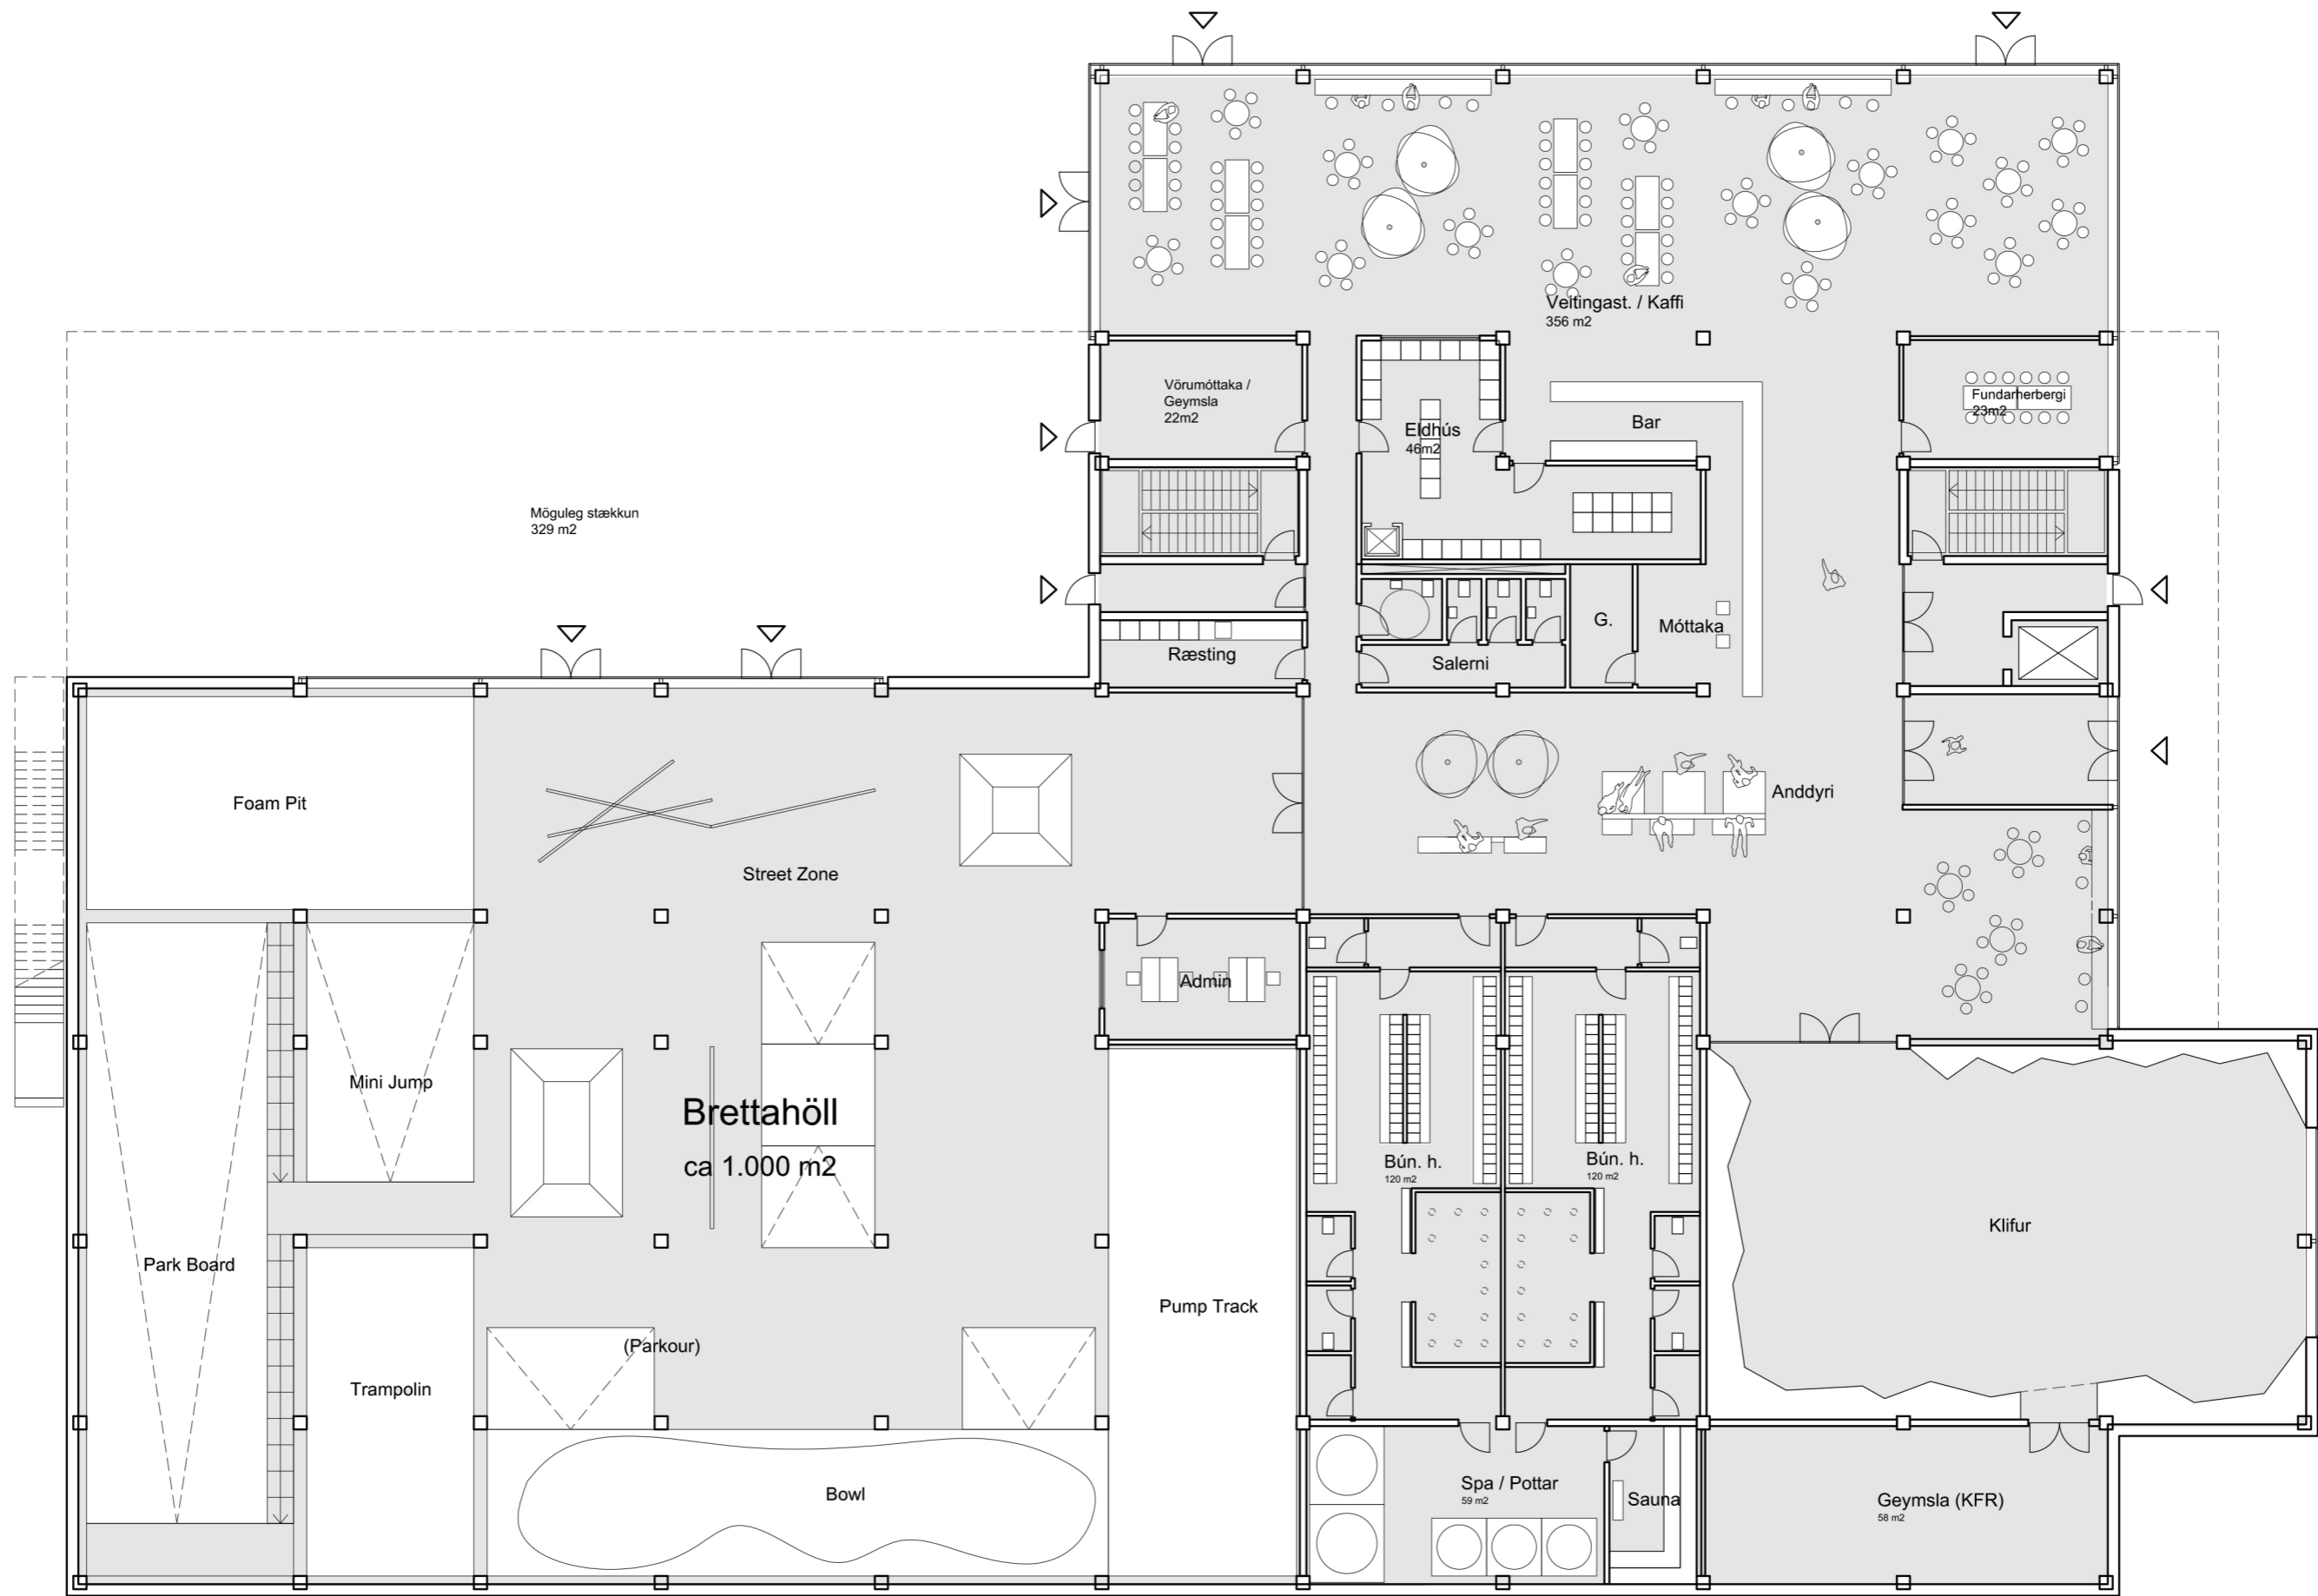 Veitingast. / Kaffi
356 m2
Vörumóttaka /
Geymsla
22m2
Fundarherbergi
23m2
Eldhús
46m2
Bar
Möguleg stækkun
329 m2
G.
Móttaka
Ræsting
Salerni
Foam Pit
Anddyri
Street Zone
Admin
Mini Jump
Brettahöll
ca 1.000 m2
Bún. h.
120 m2
Bún. h.
120 m2
Klifur
Park Board
Pump Track
(Parkour)
Trampolin
Bowl
Spa / Pottar
59 m2
Sauna
Geymsla (KFR)
58 m2